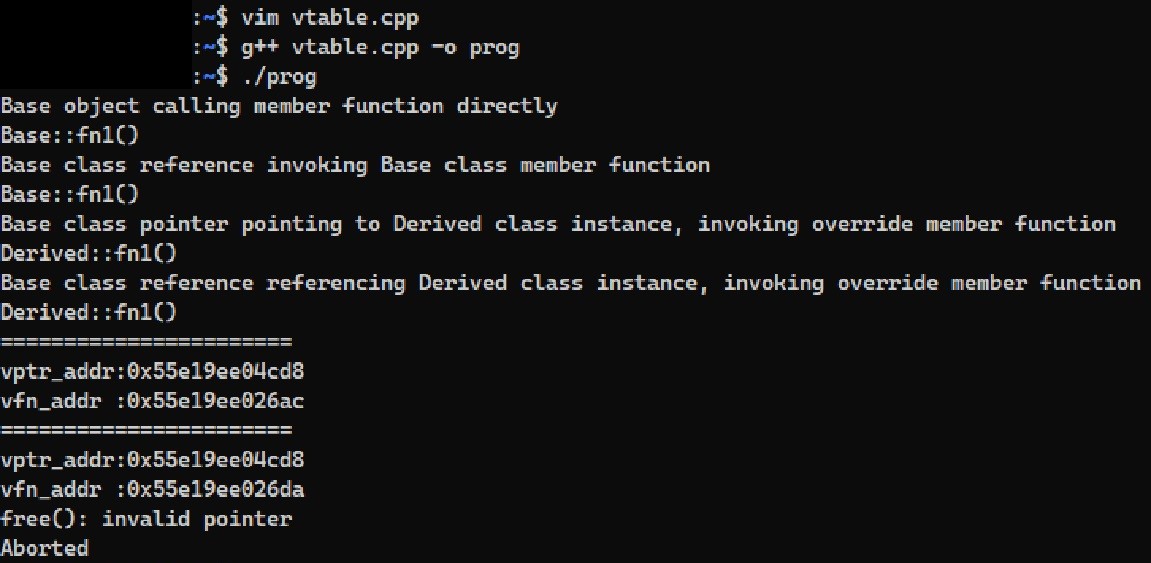 :~$ vim vtable.cpp
:~$ g++ vtable.cpp -o prog
:~$ ./prog
Base object calling member function directly
Base::fn1()
Base class reference invoking Base class member function
Base::fn1()
Base class pointer pointing to Derived class instance, invoking override member function
Derived::fn1()
Base class reference referencing Derived class instance, invoking override member function
Derived::fn1()
=======================
vptr_addr:0x55e19ee04cd8
vfn_addr :0x55e19ee026ac
=======================
vptr_addr:0x55e19ee04cd8
vfn_addr :0x55e19ee026da
free(): invalid pointer
Aborted